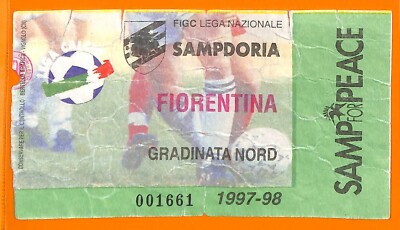 FIGC LEGA NAZIONALE
SAMPDORIA
FIORENTINA
GRADINATA NORD
001661 1997-98
SAMP FOR PEACE